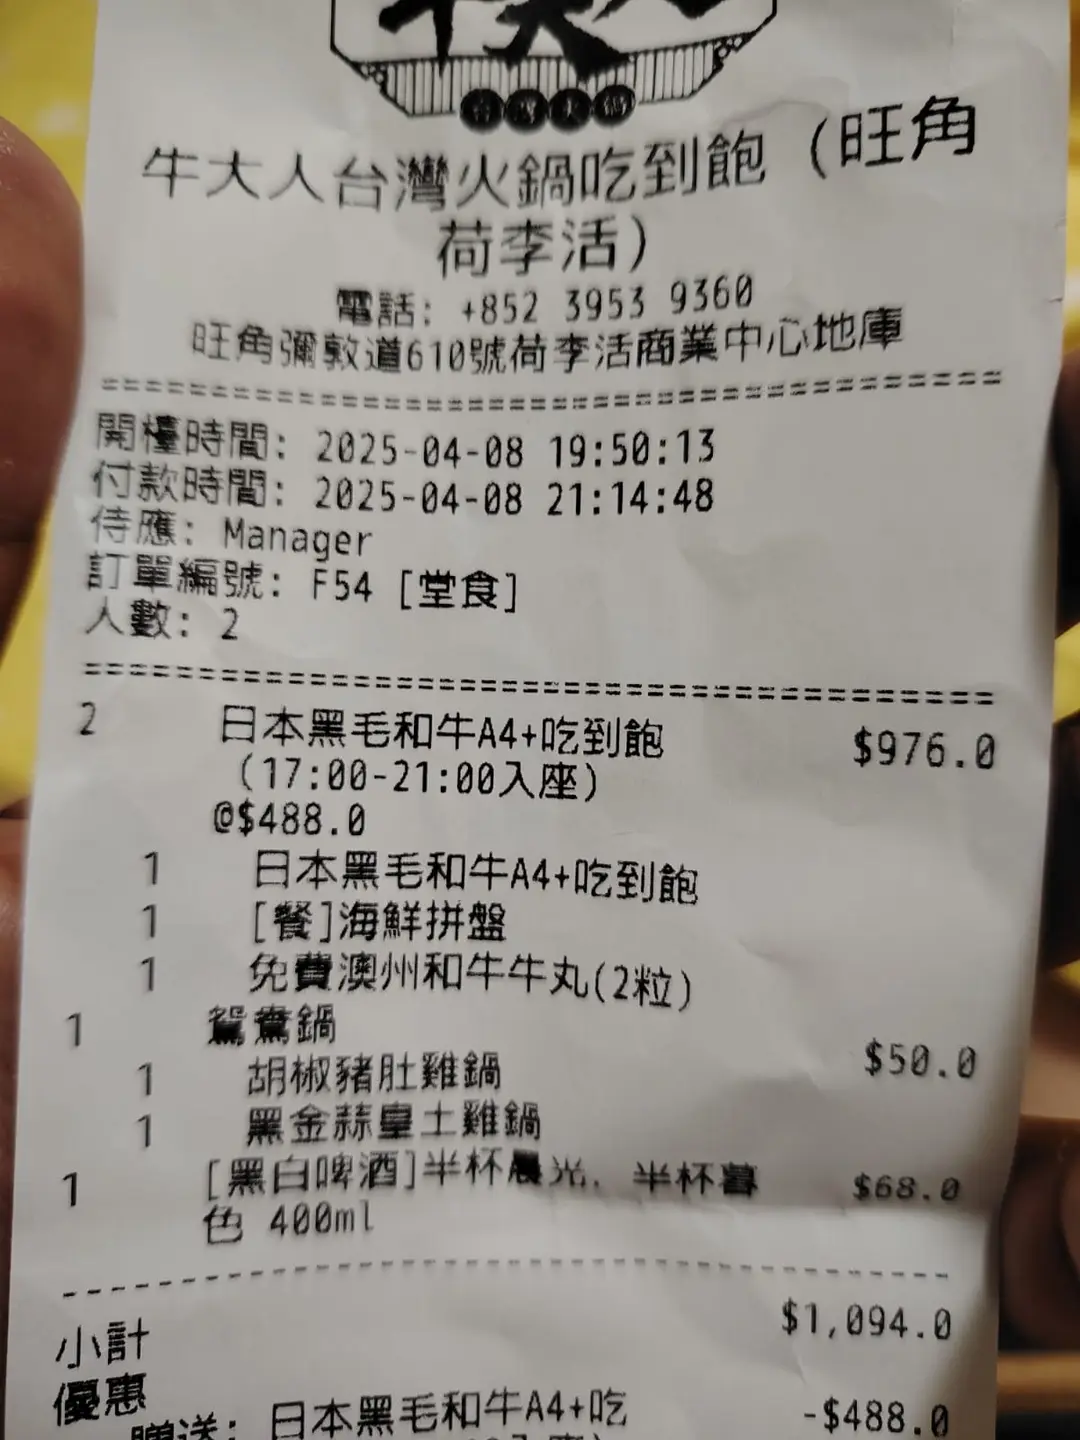 台灣火鍋
牛大人台灣火鍋吃到飽（旺角
荷李活）
電話: +852 3953 9360
旺角彌敦道610號荷李活商業中心地庫
開檯時間: 2025-04-08 19:50:13
付款時間: 2025-04-08 21:14:48
侍應: Manager
訂單編號: F54 [堂食]
人數: 2
2 日本黑毛和牛A4+吃到飽 $976.0
(17:00-21:00入座)
@$488.0
1 日本黑毛和牛A4+吃到飽
1 [餐]海鮮拼盤
1 免費澳州和牛牛丸(2粒)
1 鴛鴦鍋 $50.0
1 胡椒豬肚雞鍋
1 黑金蒜皇土雞鍋
1 [黑白啤酒]半杯晨光, 半杯暮 $68.0
色 400ml
小計 $1,094.0
優惠
贈送: 日本黑毛和牛A4+吃 -$488.0